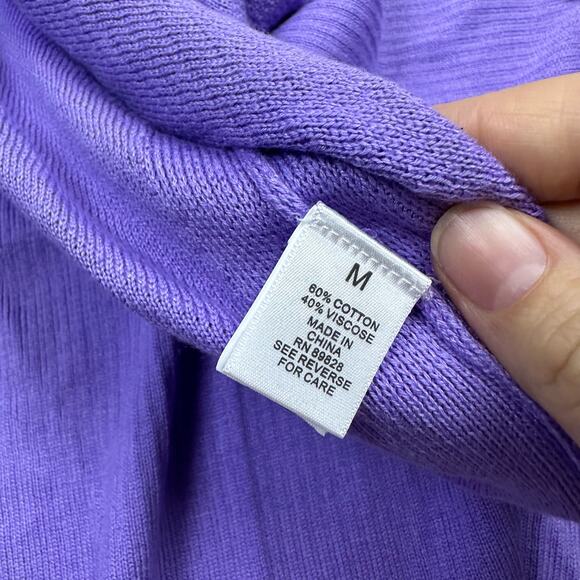 M
60% COTTON
40% VISCOSE
MADE IN
CHINA
RN 89828
SEE REVERSE
FOR CARE